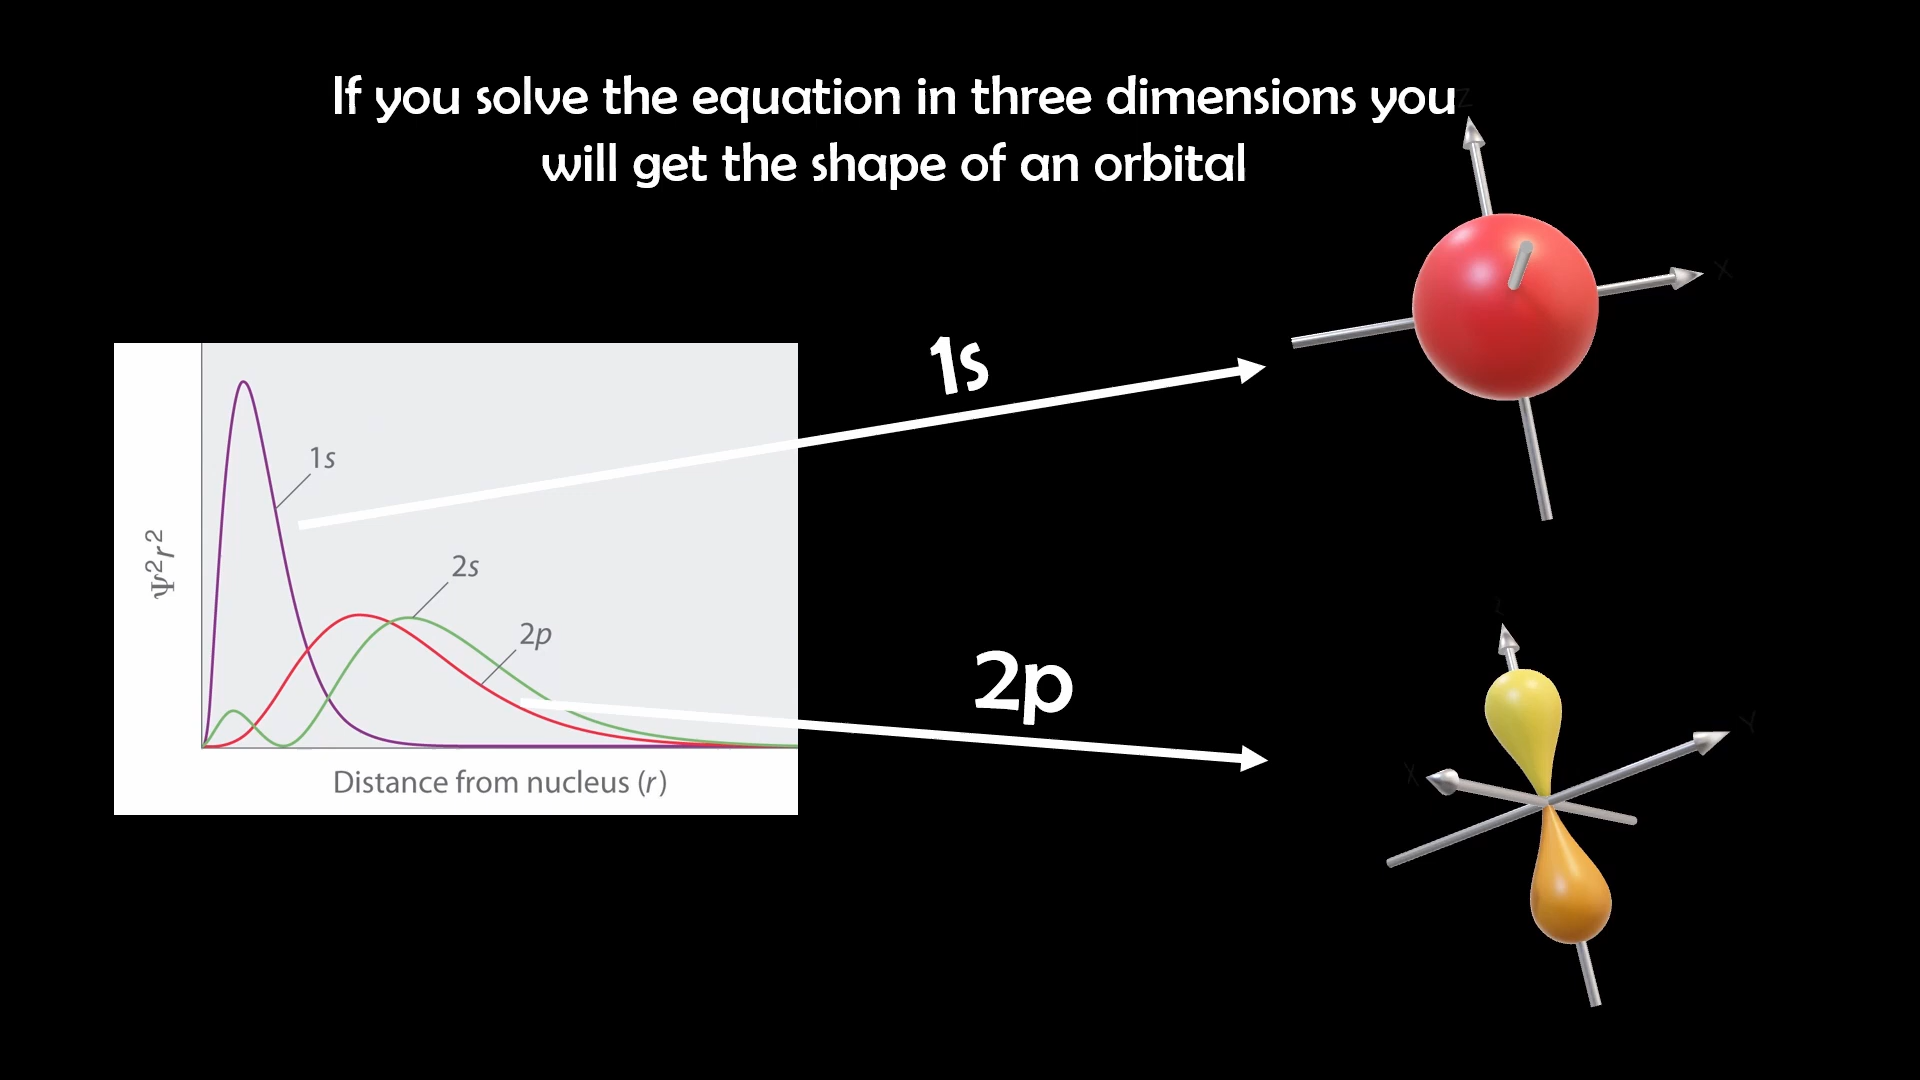 If you solve the equation in three dimensions you
will get the shape of an orbital
Z
X
1s
1s
2s
2p
Ψ²r²
Distance from nucleus (r)
2p
Z
Y
X